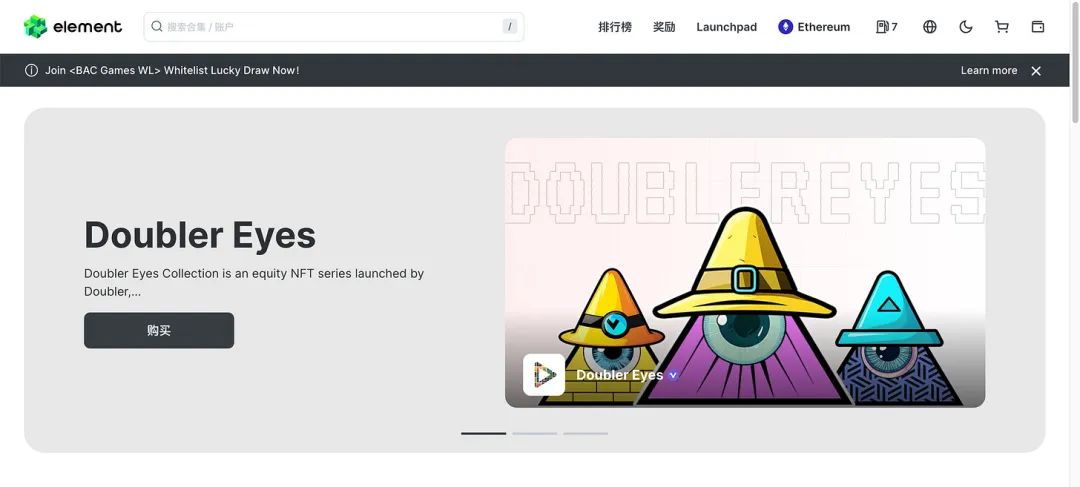 element
搜索合集 / 账户
/
排行榜
奖励
Launchpad
Ethereum
7
Join <BAC Games WL> Whitelist Lucky Draw Now!
Learn more
Doubler Eyes
Doubler Eyes Collection is an equity NFT series launched by
Doubler,...
购买
DOUBLEREYES
Doubler Eyes